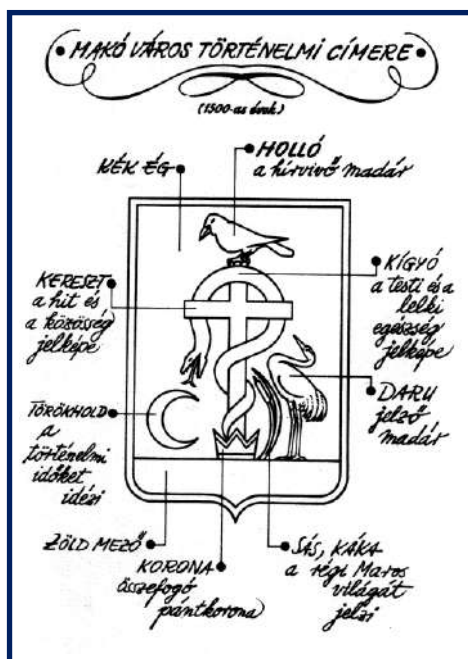 MAKÓ VÁROS TÖRTÉNELMI CÍMERE
(1500-as évek.)
KÉK ÉG
HOLLÓ
a hírvivő madár
KERESZT
a hit és
a közösség
jelképe
KÍGYÓ
a testi és a
lelki
egészség
jelképe
DARU
jelző
madár
TÖRÖKHOLD
a
történelmi
időket
idézi
ZÖLD MEZŐ
KORONA
összefogó
pántkorona
SÁS, KÁKA
a régi Maros
világát
jelzi